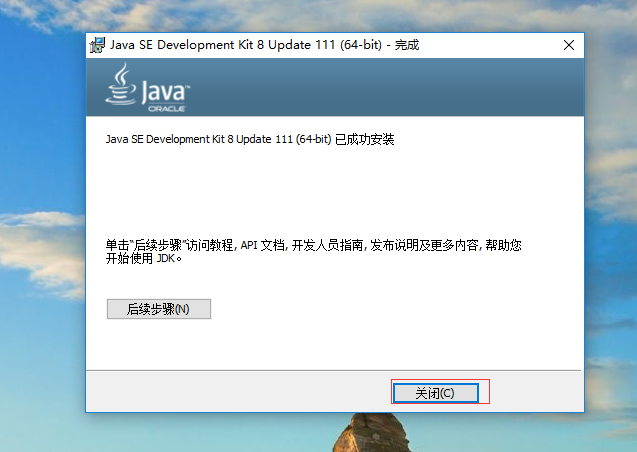 Java SE Development Kit 8 Update 111 (64-bit) - 完成
Java™
ORACLE
Java SE Development Kit 8 Update 111 (64-bit) 已成功安装
单击“后续步骤”访问教程, API 文档, 开发人员指南, 发布说明及更多内容, 帮助您
开始使用 JDK。
后续步骤(N)
关闭(C)